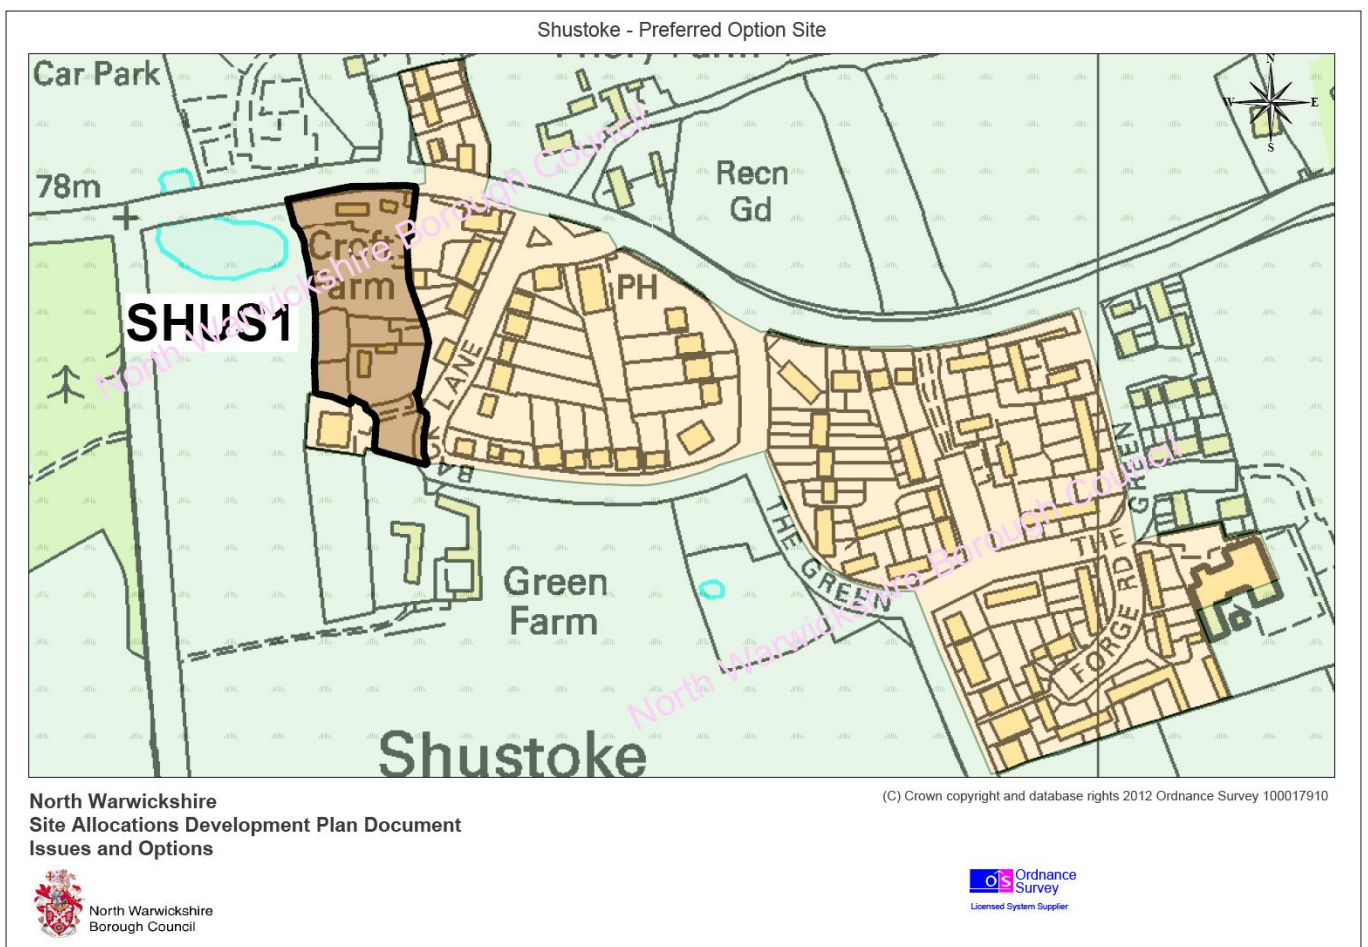 Shustoke - Preferred Option Site
Car Park
N
W
E
S
78m
Recn
Gd
Croft
arm
PH
SHUS1
BACK LANE
GREEN
THE
THE GREEN
FORGE RD
Green
Farm
Shustoke
North Warwickshire Borough Council
North Warwickshire Borough Council
North Warwickshire
Site Allocations Development Plan Document
Issues and Options
(C) Crown copyright and database rights 2012 Ordnance Survey 100017910
North Warwickshire
Borough Council
OS
Ordnance
Survey
Licensed System Supplier